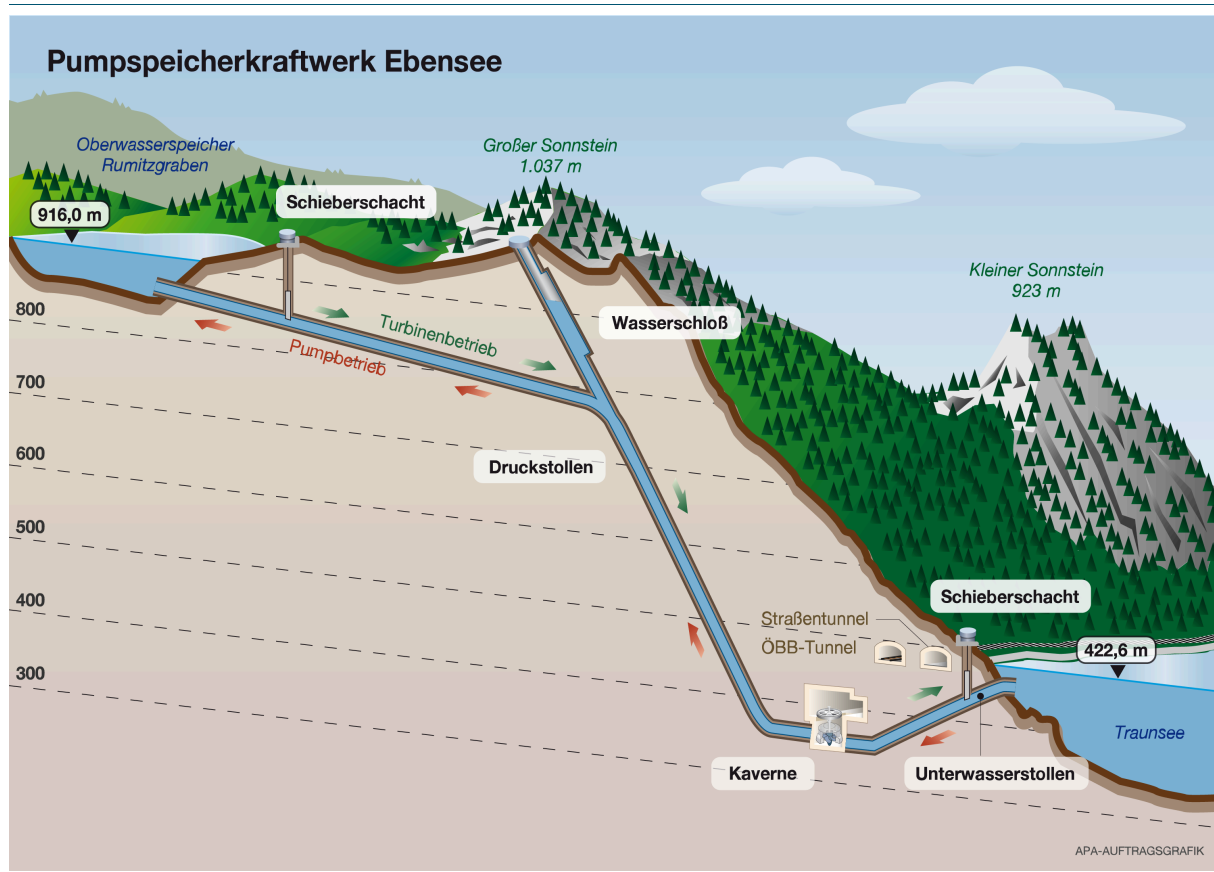 Pumpspeicherkraftwerk Ebensee
Oberwasserspeicher
Rumitzgraben
916,0 m
Schieberschacht
Großer Sonnstein
1.037 m
Kleiner Sonnstein
923 m
Wasserschloß
Turbinenbetrieb
Pumpbetrieb
800
700
600
500
400
300
Druckstollen
Schieberschacht
Straßentunnel
ÖBB-Tunnel
422,6 m
Traunsee
Kaverne
Unterwasserstollen
APA-AUFTRAGSGRAFIK